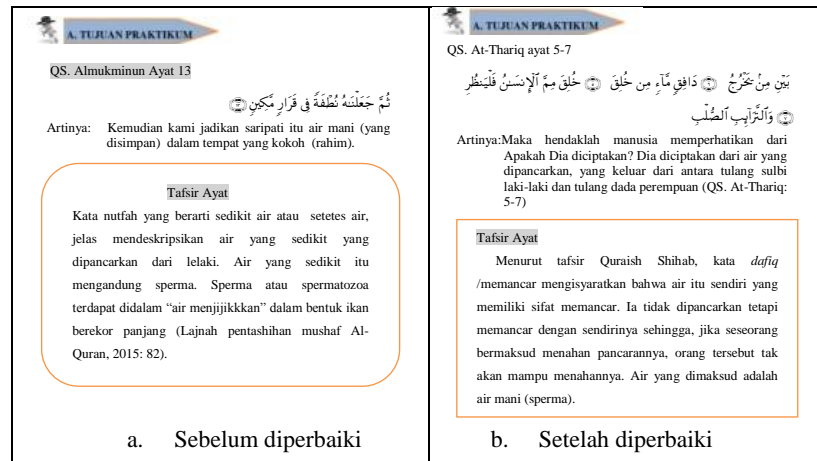 A. TUJUAN PRAKTIKUM
QS. Almukminun Ayat 13
ثُمَّ جَعَلْنَٰهُ نُطْفَةً فِى قَرَارٍ مَّكِينٍ ۝١٣
Artinya: Kemudian kami jadikan saripati itu air mani (yang
disimpan) dalam tempat yang kokoh (rahim).
Tafsir Ayat
Kata nutfah yang berarti sedikit air atau setetes air,
jelas mendeskripsikan air yang sedikit yang
dipancarkan dari lelaki. Air yang sedikit itu
mengandung sperma. Sperma atau spermatozoa
terdapat didalam “air menjijikkkan” dalam bentuk ikan
berekor panjang (Lajnah pentashihan mushaf Al-
Quran, 2015: 82).
a. Sebelum diperbaiki
A. TUJUAN PRAKTIKUM
QS. At-Thariq ayat 5-7
فَلْيَنظُرِ ٱلْإِنسَٰنُ مِمَّ خُلِقَ ۝٥ خُلِقَ مِن مَّآءٍ دَافِقٍ ۝٦ يَخْرُجُ مِنۢ بَيْنِ
ٱلصُّلْبِ وَٱلتَّرَآئِبِ ۝٧
Artinya:Maka hendaklah manusia memperhatikan dari
Apakah Dia diciptakan? Dia diciptakan dari air yang
dipancarkan, yang keluar dari antara tulang sulbi
laki-laki dan tulang dada perempuan (QS. At-Thariq:
5-7)
Tafsir Ayat
Menurut tafsir Quraish Shihab, kata dafiq
/memancar mengisyaratkan bahwa air itu sendiri yang
memiliki sifat memancar. Ia tidak dipancarkan tetapi
memancar dengan sendirinya sehingga, jika seseorang
bermaksud menahan pancarannya, orang tersebut tak
akan mampu menahannya. Air yang dimaksud adalah
air mani (sperma).
b. Setelah diperbaiki